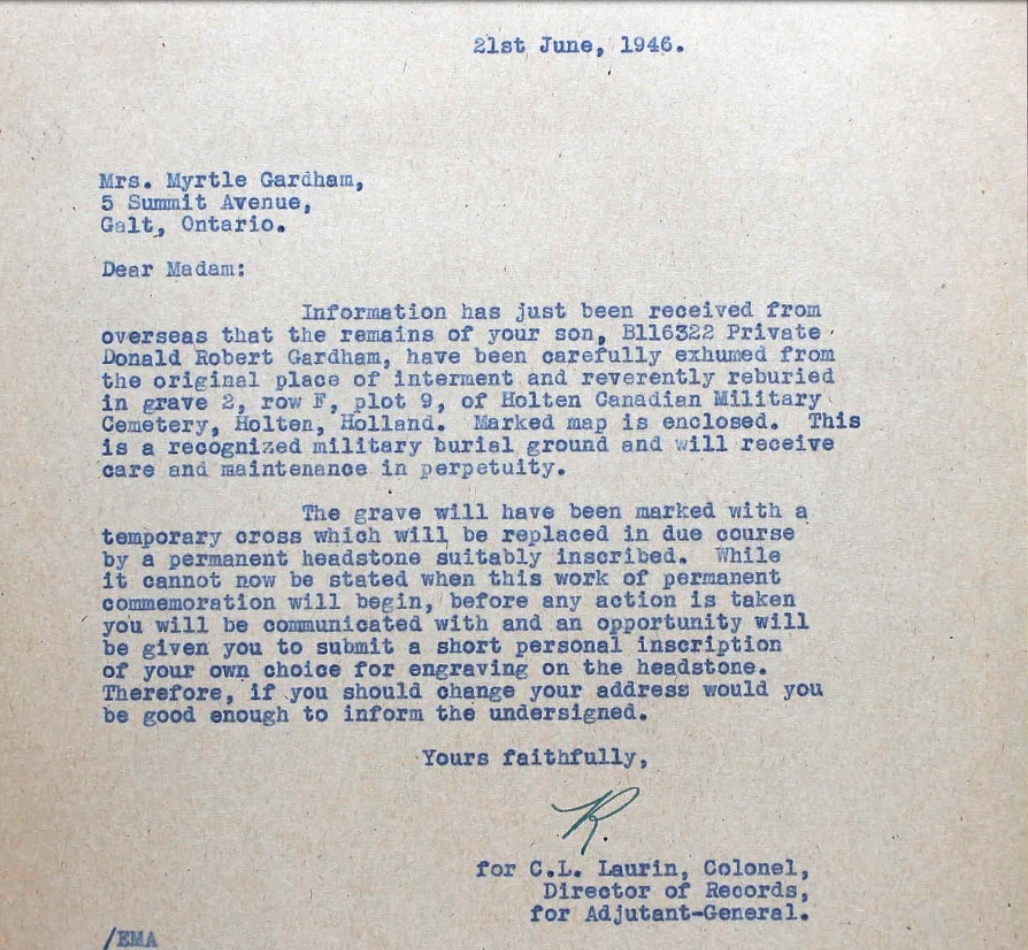 21st June, 1946.
Mrs. Myrtle Gardham,
5 Summit Avenue,
Galt, Ontario.
Dear Madam:
Information has just been received from
overseas that the remains of your son, B116322 Private
Donald Robert Gardham, have been carefully exhumed from
the original place of interment and reverently reburied
in grave 2, row F, plot 9, of Holten Canadian Military
Cemetery, Holten, Holland. Marked map is enclosed. This
is a recognized military burial ground and will receive
care and maintenance in perpetuity.
The grave will have been marked with a
temporary cross which will be replaced in due course
by a permanent headstone suitably inscribed. While
it cannot now be stated when this work of permanent
commemoration will begin, before any action is taken
you will be communicated with and an opportunity will
be given you to submit a short personal inscription
of your own choice for engraving on the headstone.
Therefore, if you should change your address would you
be good enough to inform the undersigned.
Yours faithfully,
R.
for C.L. Laurin, Colonel,
Director of Records,
for Adjutant-General.
/EMA